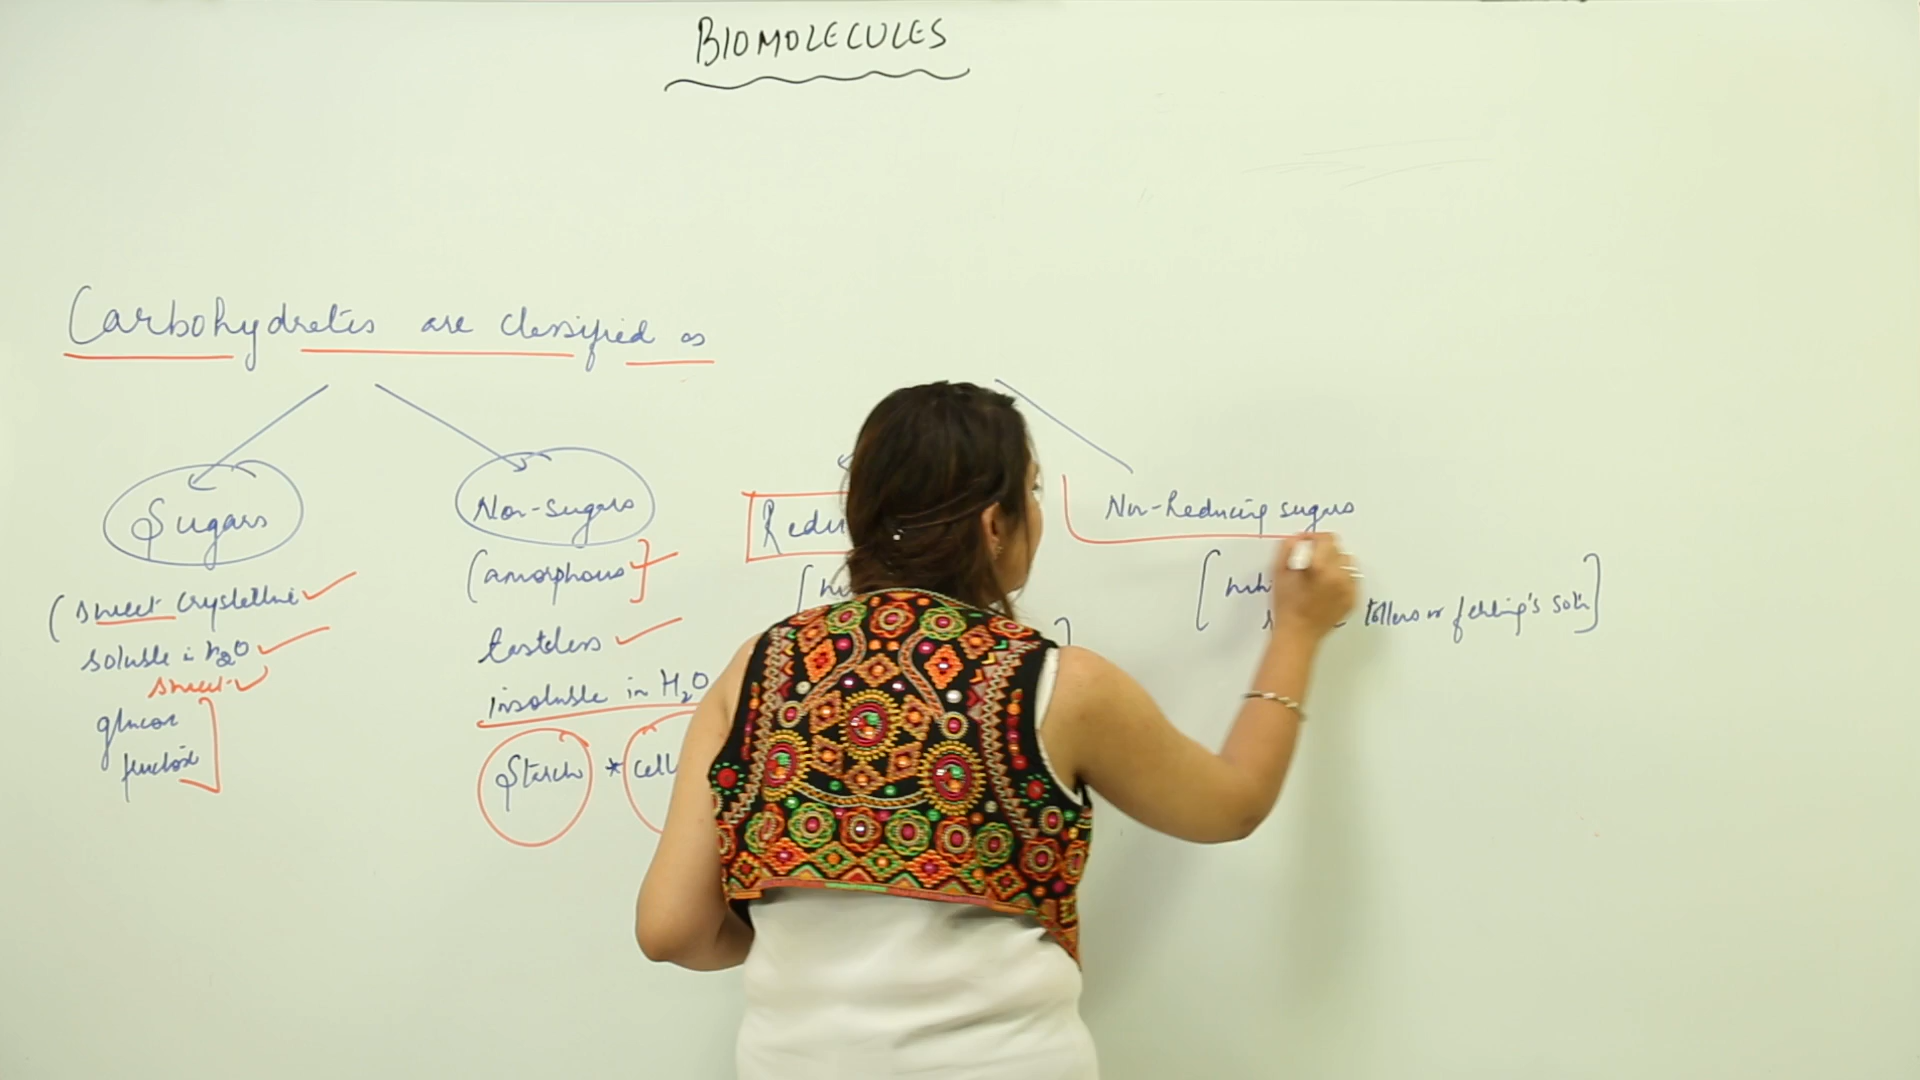 BIOMOLECULES
Carbohydrates are classified as
Sugars
(sweet crystalline
soluble in H2O
sweet
glucose
fructose
Non-sugars
(amorphous)
tasteless
insoluble in H2O
Starch *
Non-Reducing sugars
Tollens or fehling's soln]